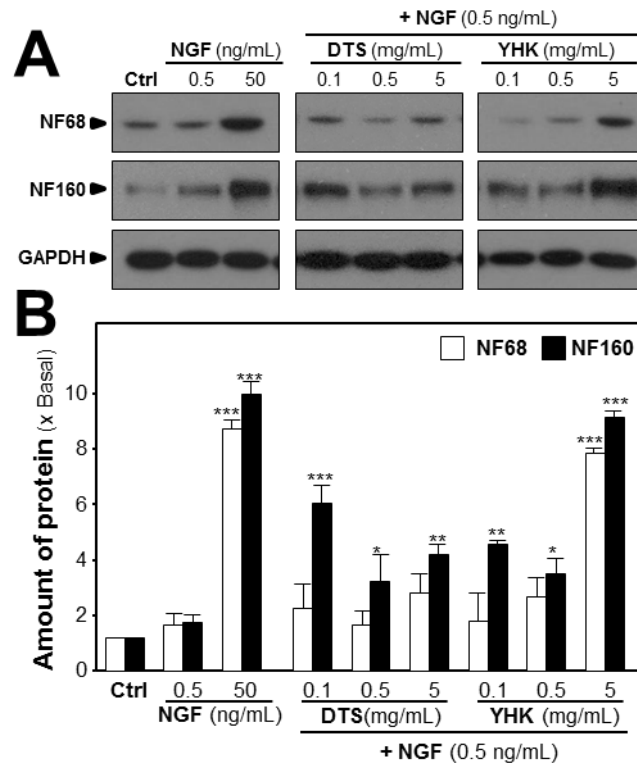 A
+ NGF (0.5 ng/mL)
NGF (ng/mL) DTS (mg/mL) YHK (mg/mL)
Ctrl 0.5 50 0.1 0.5 5 0.1 0.5 5
NF68
NF160
GAPDH
B
NF68 NF160
Amount of protein (x Basal)
10
8
6
4
2
0
*** *** *** * ** ** * *** ***
Ctrl 0.5 50 0.1 0.5 5 0.1 0.5 5
NGF (ng/mL) DTS(mg/mL) YHK (mg/mL)
+ NGF (0.5 ng/mL)